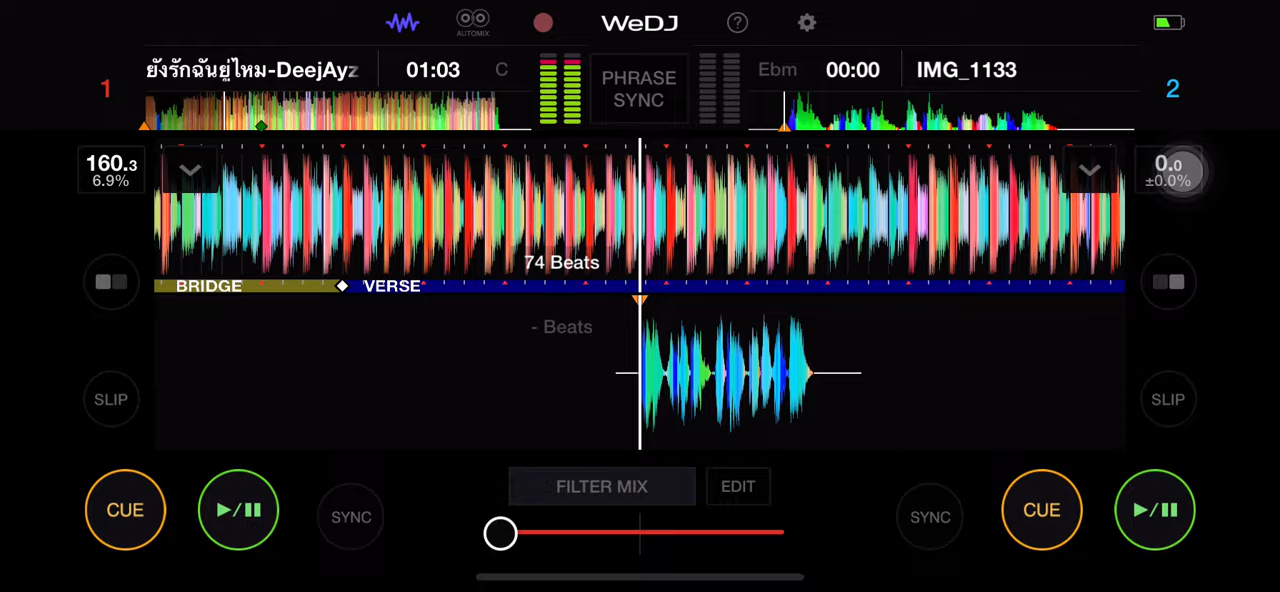 WeDJ
?
AUTOMIX
1
ยังรักฉันยู่ไหม-DeejAyz
01:03
C
PHRASE
SYNC
Ebm
00:00
IMG_1133
2
160.3
6.9%
0.0
±0.0%
74 Beats
BRIDGE
VERSE
- Beats
SLIP
SLIP
CUE
▶/❚❚
SYNC
FILTER MIX
EDIT
SYNC
CUE
▶/❚❚